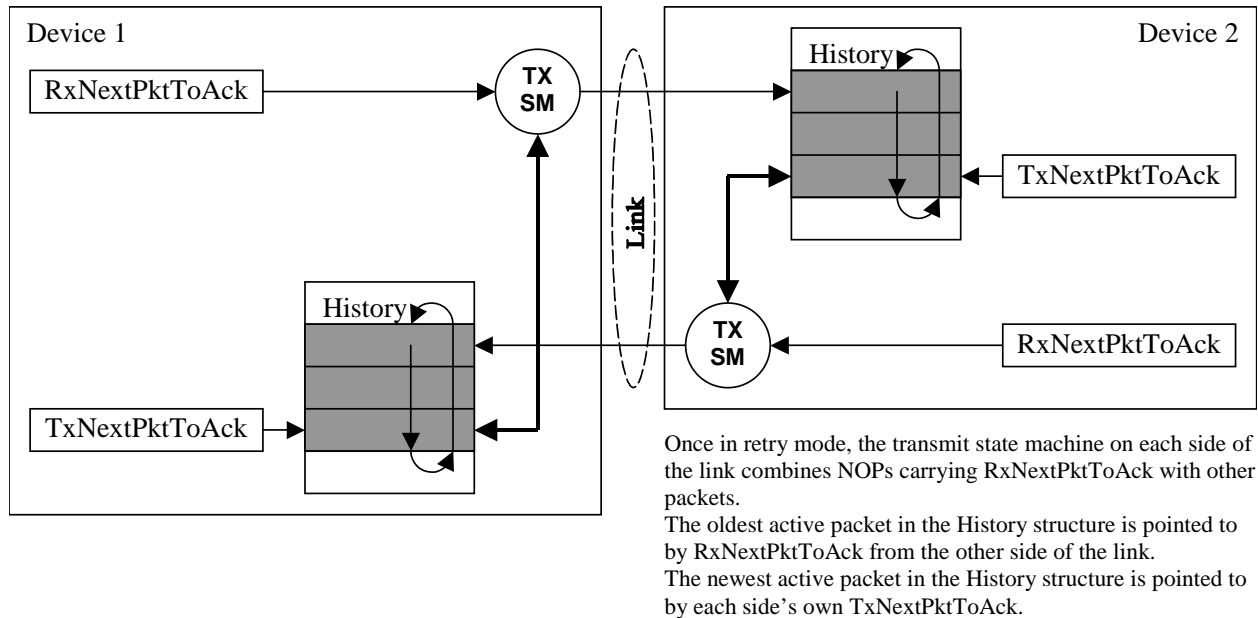 Device 1
RxNextPktToAck
TX
SM
History
TxNextPktToAck
Link
Device 2
History
TxNextPktToAck
TX
SM
RxNextPktToAck
Once in retry mode, the transmit state machine on each side of
the link combines NOPs carrying RxNextPktToAck with other
packets.
The oldest active packet in the History structure is pointed to
by RxNextPktToAck from the other side of the link.
The newest active packet in the History structure is pointed to
by each side’s own TxNextPktToAck.